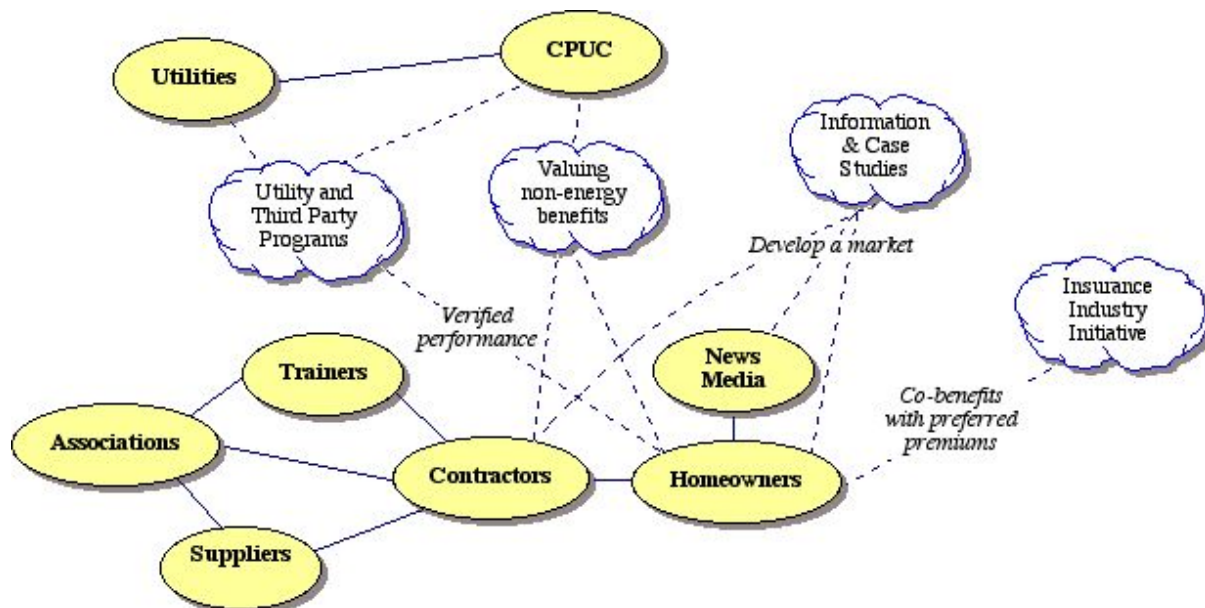 CPUC
Utilities
Information
& Case
Studies
Valuing
non-energy
benefits
Utility and
Third Party
Programs
Develop a market
Insurance
Industry
Initiative
Verified
performance
News
Media
Trainers
Co-benefits
with preferred
premiums
Associations
Contractors
Homeowners
Suppliers